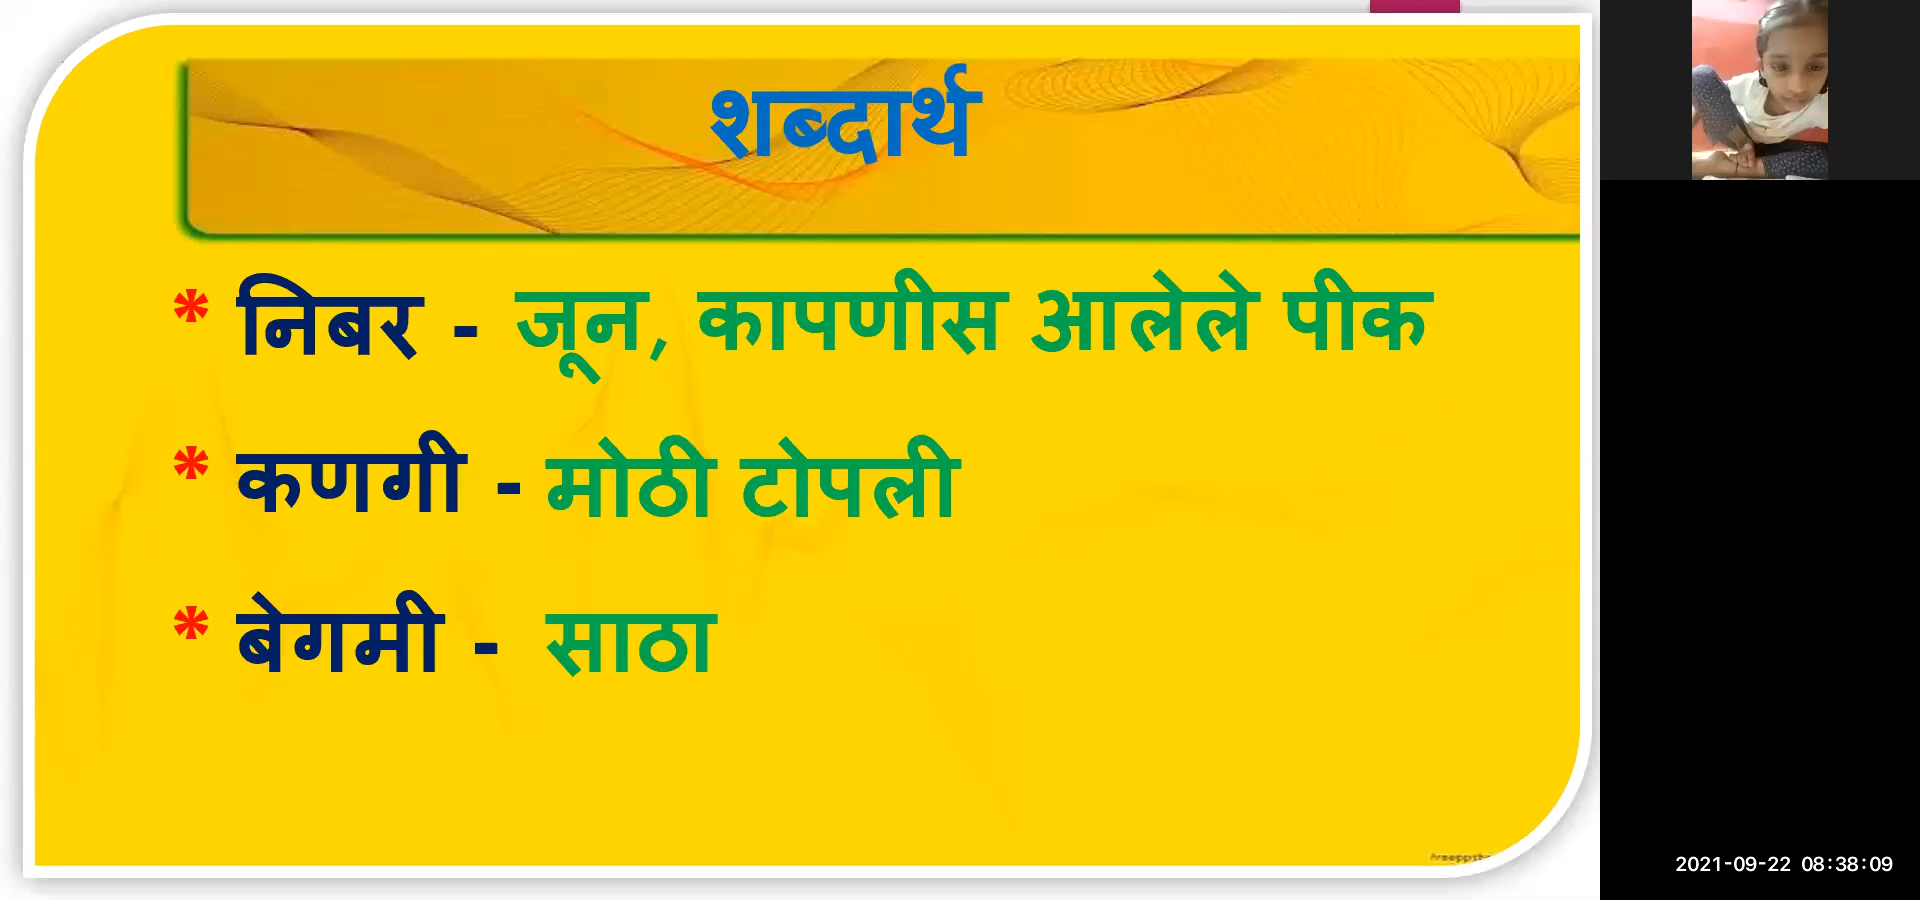 शब्दार्थ
* निबर - जून, कापणीस आलेले पीक
* कणगी - मोठी टोपली
* बेगमी - साठा
2021-09-22 08:38:09